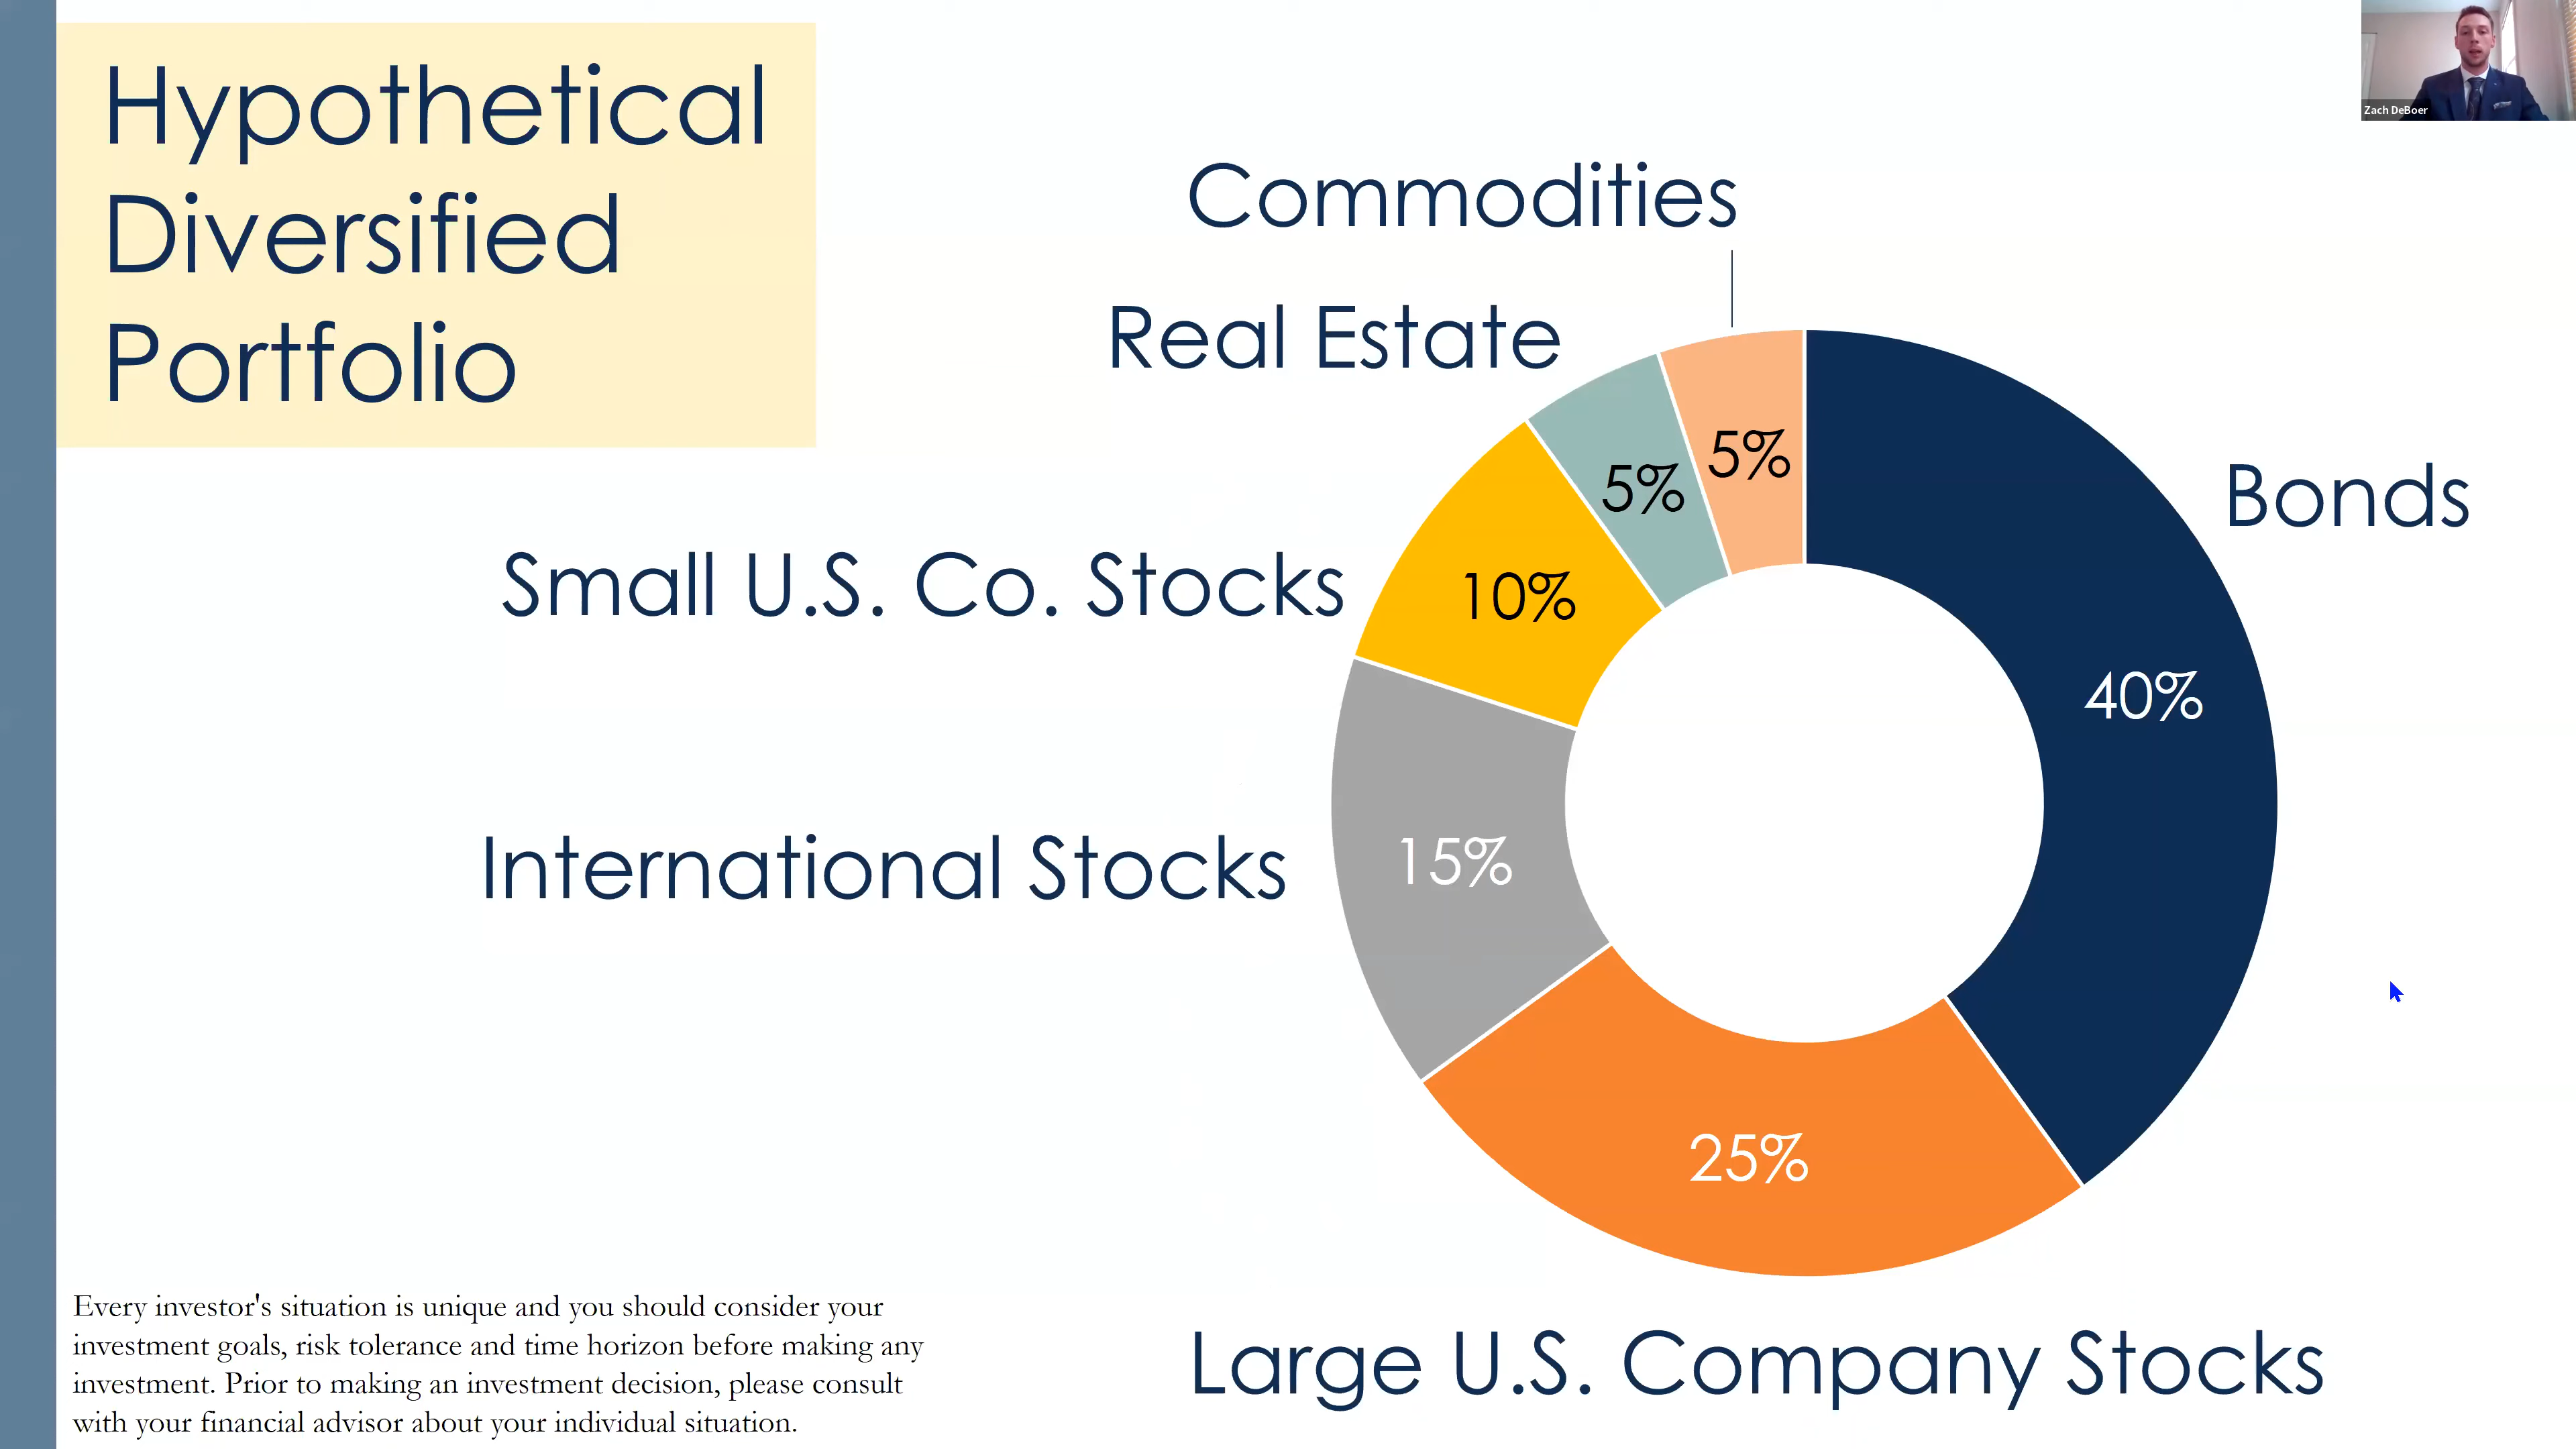 Hypothetical
Diversified
Portfolio
Zach DeBoer
Commodities
Real Estate
5%
5%
Bonds
Small U.S. Co. Stocks
10%
40%
International Stocks
15%
25%
Large U.S. Company Stocks
Every investor's situation is unique and you should consider your
investment goals, risk tolerance and time horizon before making any
investment. Prior to making an investment decision, please consult
with your financial advisor about your individual situation.